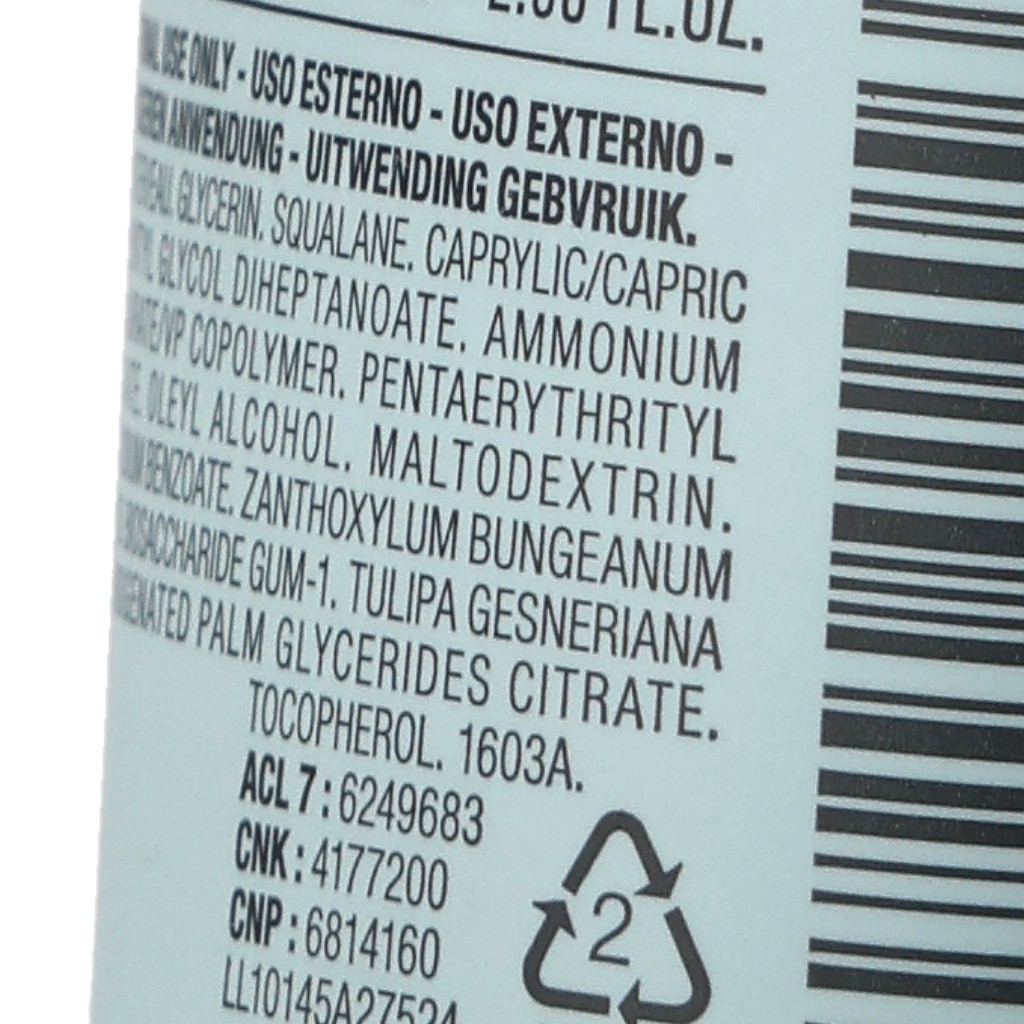 FL.OZ.
USE ONLY - USO ESTERNO - USO EXTERNO -
ANWENDUNG - UITWENDING GEBVRUIK.
GLYCERIN. SQUALANE. CAPRYLIC/CAPRIC
GLYCOL DIHEPTANOATE. AMMONIUM
COPOLYMER. PENTAERYTHRITYL
OLEYL ALCOHOL. MALTODEXTRIN.
BENZOATE. ZANTHOXYLUM BUNGEANUM
GUM-1. TULIPA GESNERIANA
PALM GLYCERIDES CITRATE.
TOCOPHEROL. 1603A.
ACL 7 : 6249683
CNK : 4177200
CNP : 6814160
2